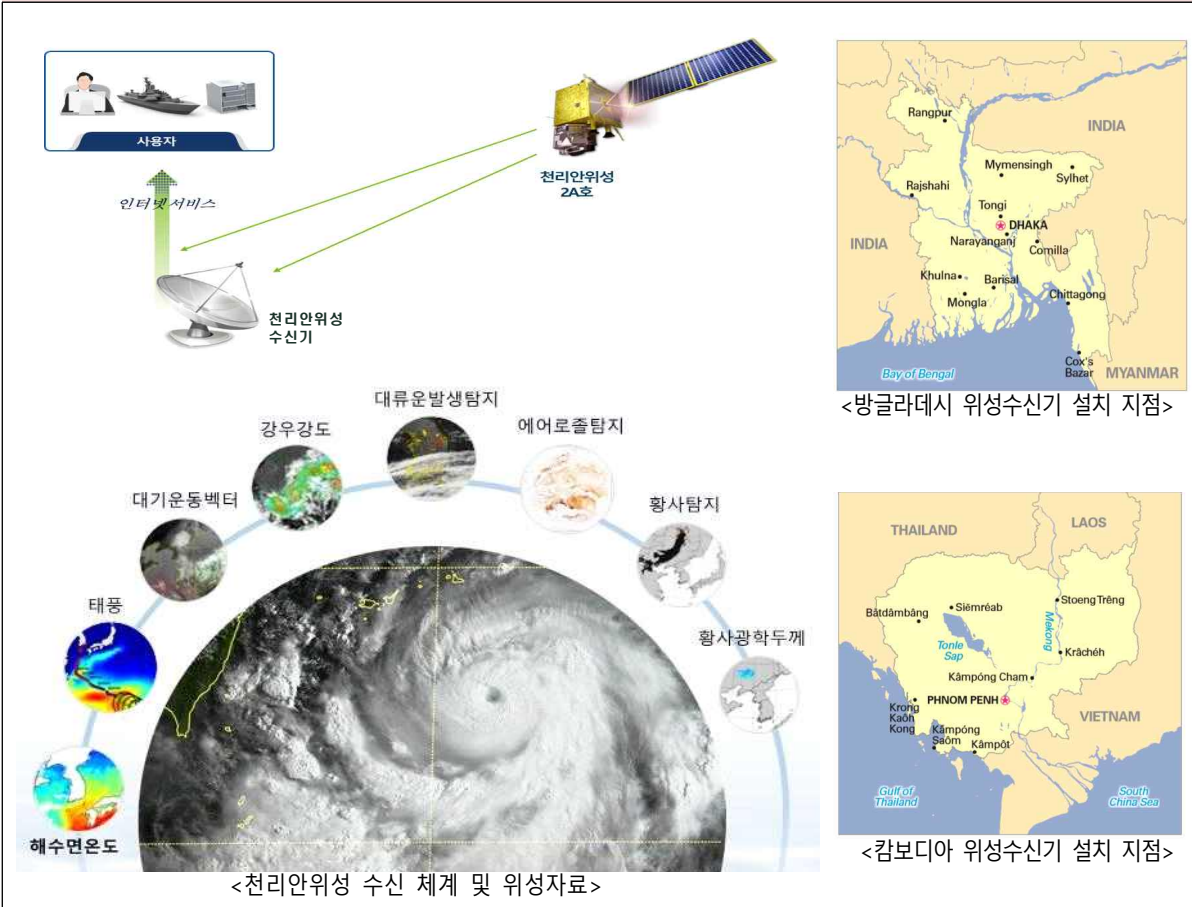 사용자
인터넷 서비스
천리안위성
2A호
천리안위성
수신기
대류운발생탐지
강우강도
에어로졸탐지
대기운동벡터
황사탐지
태풍
황사광학두께
해수면온도
<천리안위성 수신 체계 및 위성자료>
Rangpur
INDIA
Mymensingh
Sylhet
Rajshahi
Tongi
DHAKA
INDIA
Narayanganj
Comilla
Khulna
Barisal
Mongla
Chittagong
Cox's
Bazar
MYANMAR
Bay of Bengal
<방글라데시 위성수신기 설치 지점>
THAILAND
LAOS
Bătdâmbâng
Siĕmréab
Stoeng Trêng
Mekong
Tonle
Sap
Krâchéh
Kâmpóng Cham
PHNOM PENH
Krong
Kaôh
Kong
VIETNAM
Kâmpóng
Saôm
Kâmpôt
Gulf of
Thailand
South
China Sea
<캄보디아 위성수신기 설치 지점>